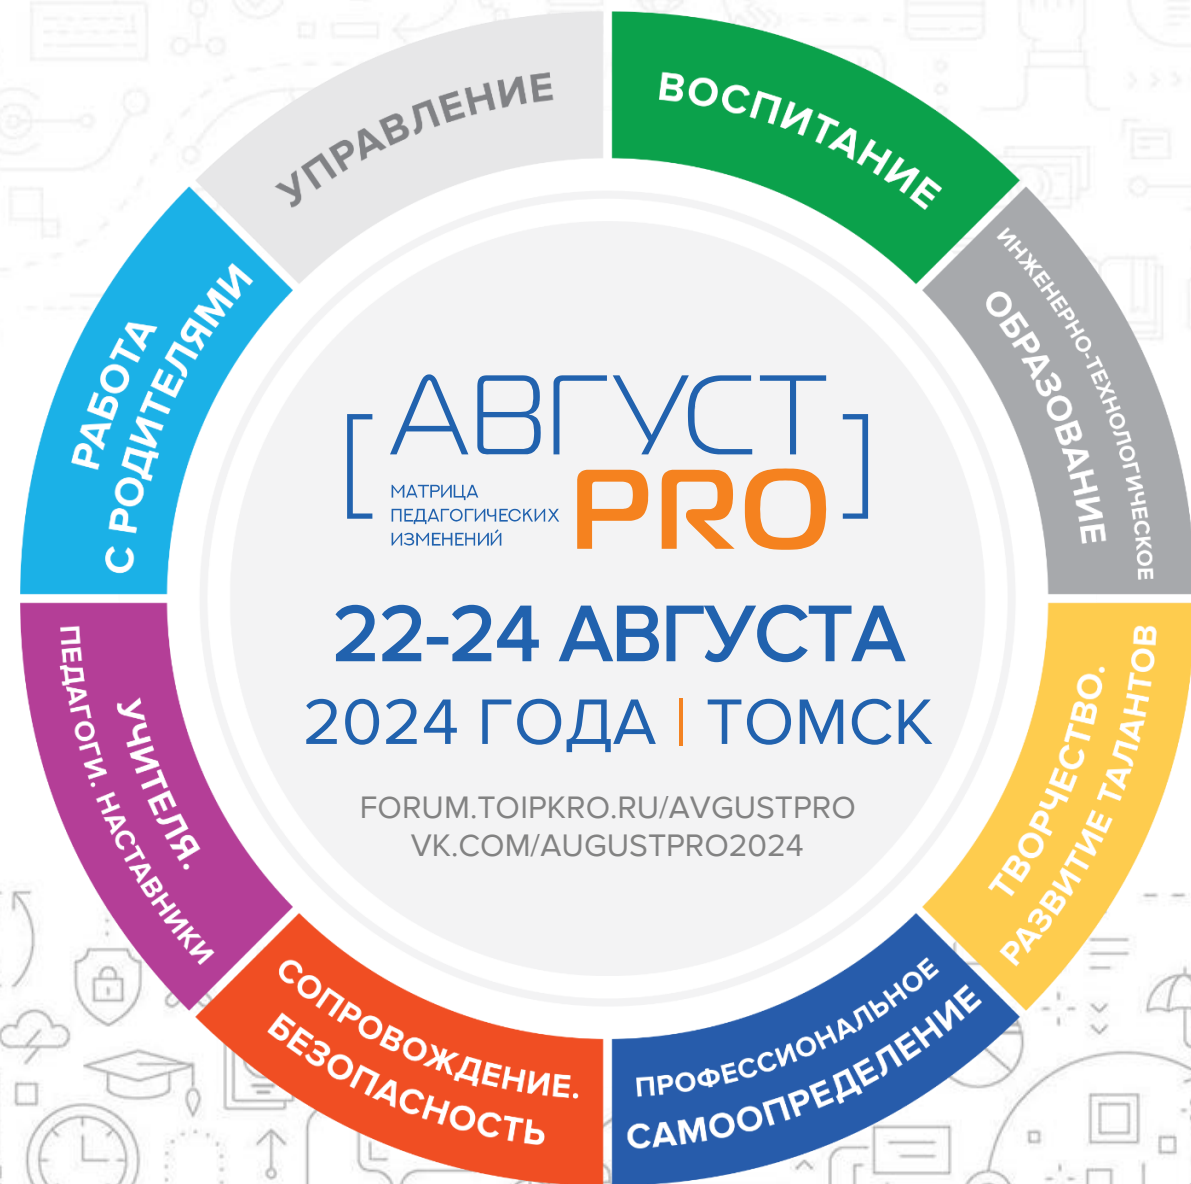 УПРАВЛЕНИЕ
ВОСПИТАНИЕ
ИНЖЕНЕРНО-ТЕХНОЛОГИЧЕСКОЕ
ОБРАЗОВАНИЕ
ТВОРЧЕСТВО.
РАЗВИТИЕ ТАЛАНТОВ
ПРОФЕССИОНАЛЬНОЕ
САМООПРЕДЕЛЕНИЕ
СОПРОВОЖДЕНИЕ.
БЕЗОПАСНОСТЬ
УЧИТЕЛЯ.
ПЕДАГОГИ. НАСТАВНИКИ
РАБОТА
С РОДИТЕЛЯМИ
АВГУСТ
PRO
МАТРИЦА
ПЕДАГОГИЧЕСКИХ
ИЗМЕНЕНИЙ
22-24 АВГУСТА
2024 ГОДА | ТОМСК
FORUM.TOIPKRO.RU/AVGUSTPRO
VK.COM/AUGUSTPRO2024